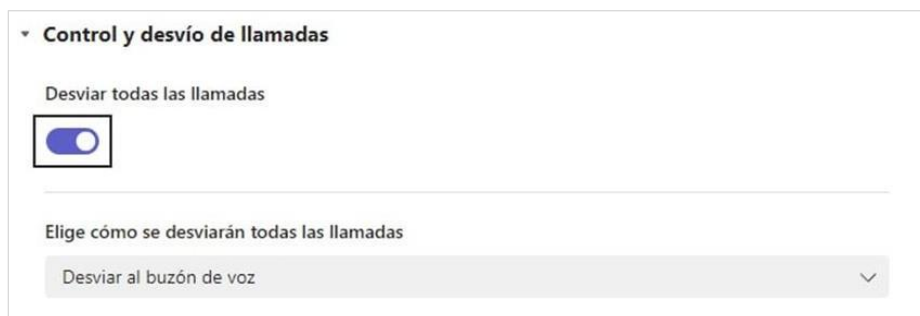 Control y desvío de llamadas
Desviar todas las llamadas
Elige cómo se desviarán todas las llamadas
Desviar al buzón de voz